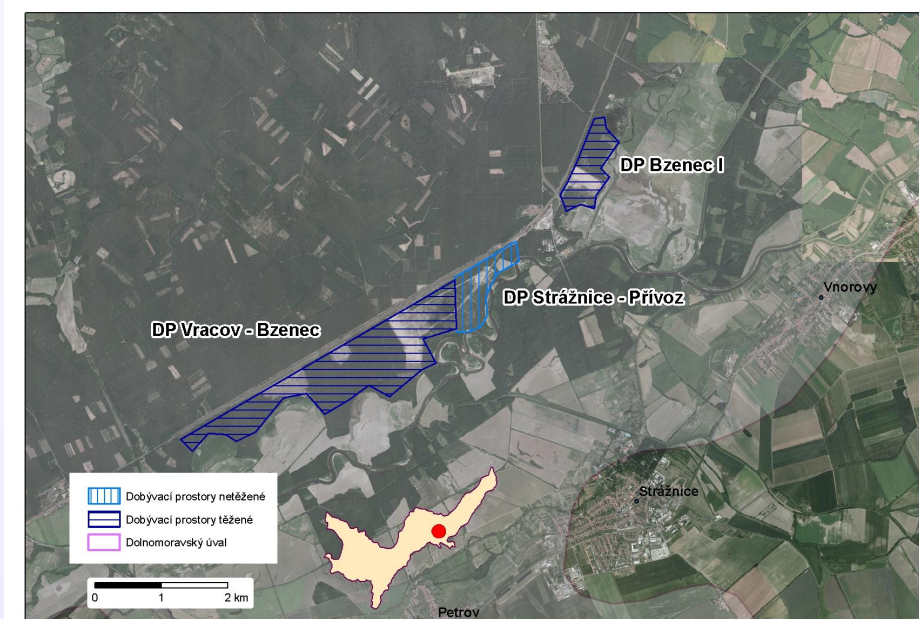 DP Bzenec I
DP Strážnice - Přívoz
Vnorovy
DP Vracov - Bzenec
Strážnice
Dobývací prostory netěžené
Dobývací prostory těžené
Dolnomoravský úval
0 1 2 km
Petrov